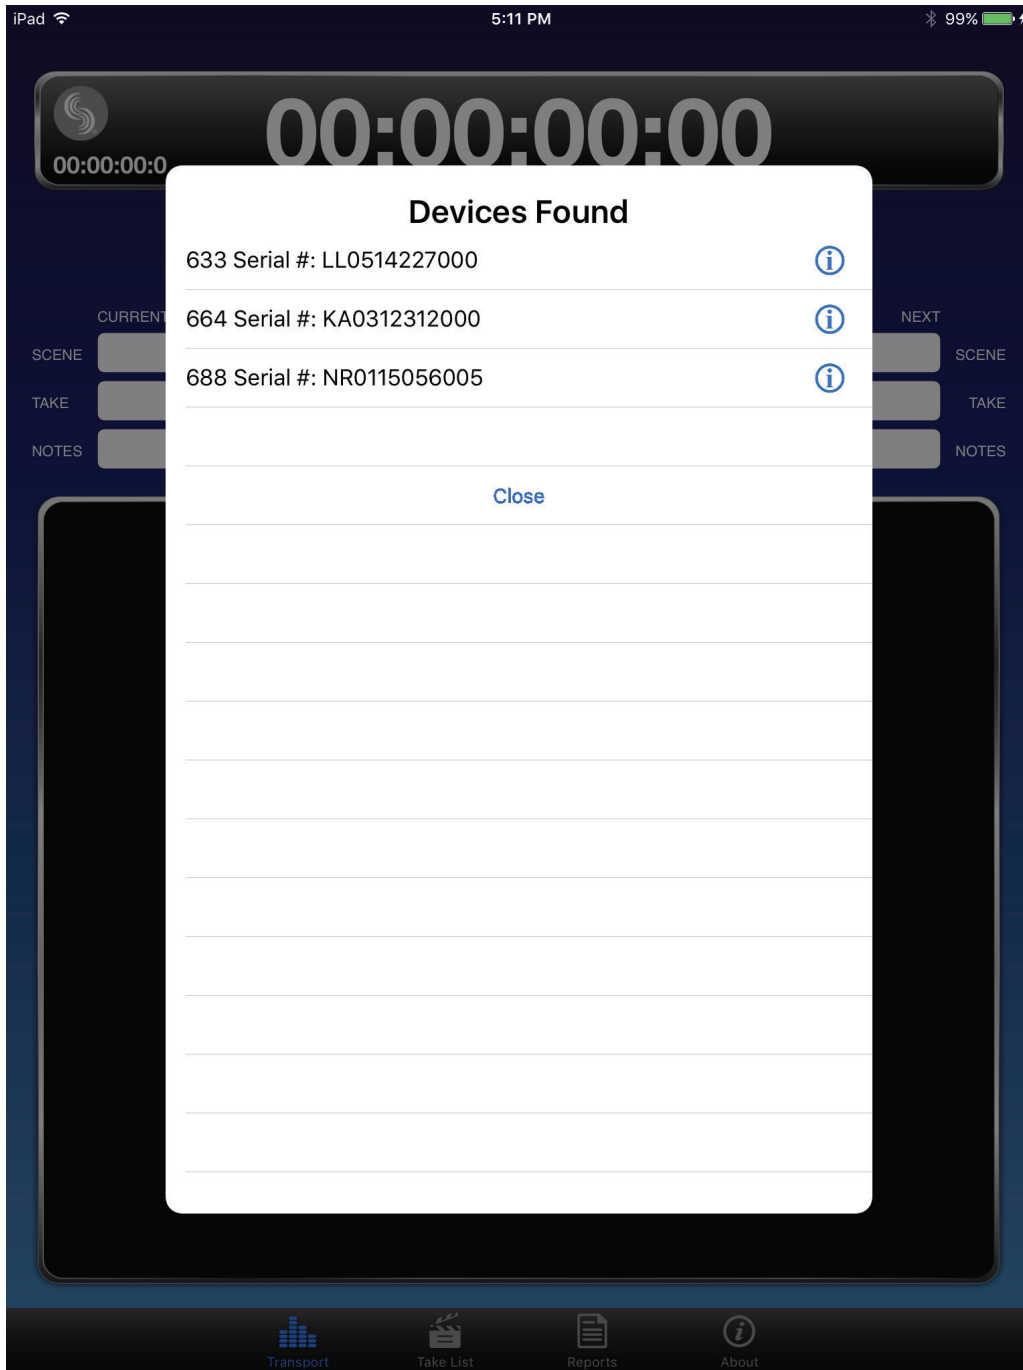 iPad 5:11 PM 99%
00:00:00:00
00:00:00:0
Devices Found
633 Serial #: LL0514227000
664 Serial #: KA0312312000
688 Serial #: NR0115056005
Close
CURRENT NEXT
SCENE SCENE
TAKE TAKE
NOTES NOTES
Transport Take List Reports About